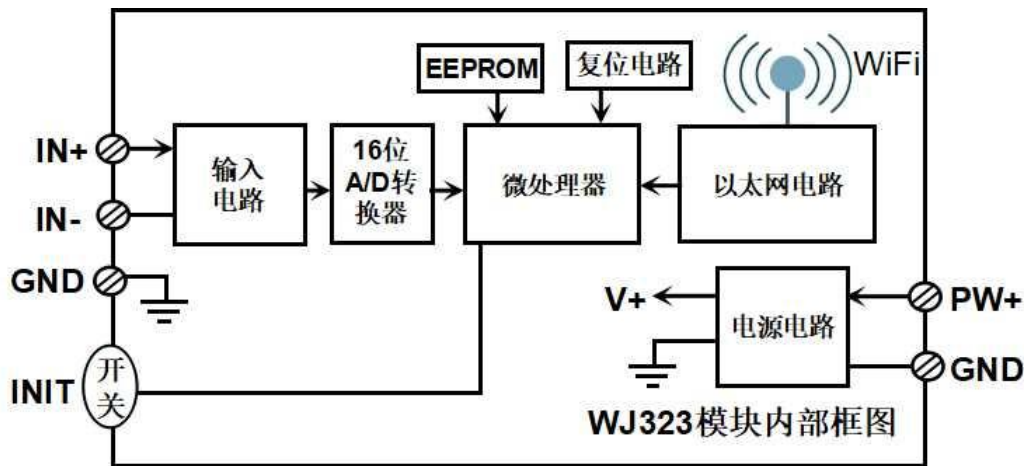 EEPROM
复位电路
WiFi
IN+
IN-
GND
INIT
开
关
输入
电路
16位
A/D转
换器
微处理器
以太网电路
V+
电源电路
PW+
GND
WJ323模块内部框图